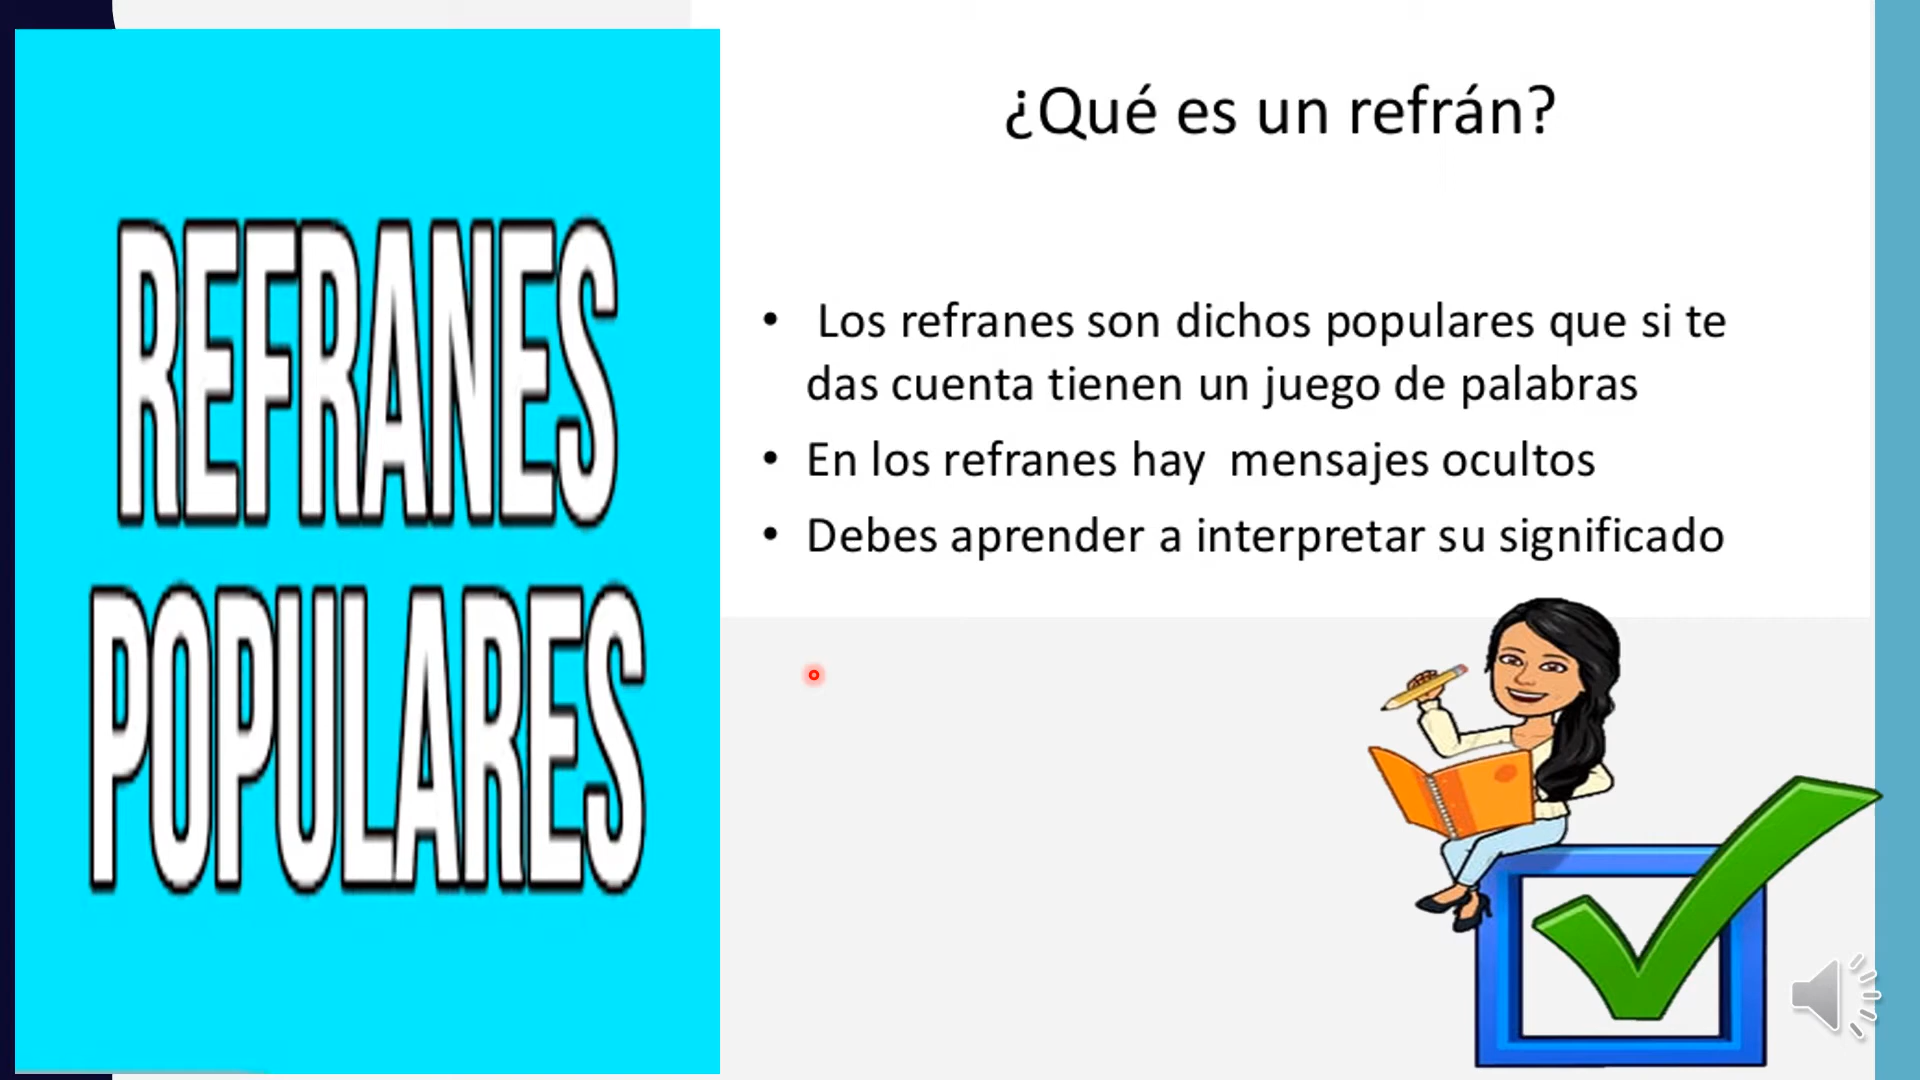 REFRANES
POPULARES
¿Qué es un refrán?
• Los refranes son dichos populares que si te
das cuenta tienen un juego de palabras
• En los refranes hay mensajes ocultos
• Debes aprender a interpretar su significado